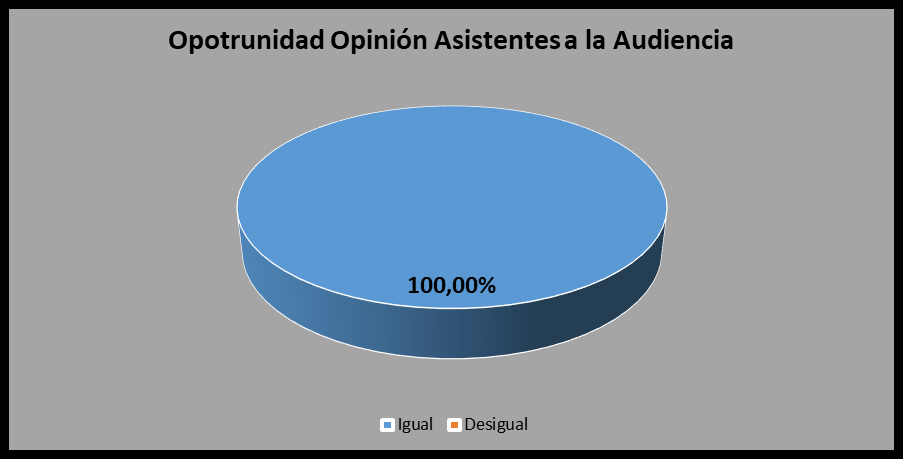 Opotrunidad Opinión Asistentes a la Audiencia
100,00%
Igual Desigual